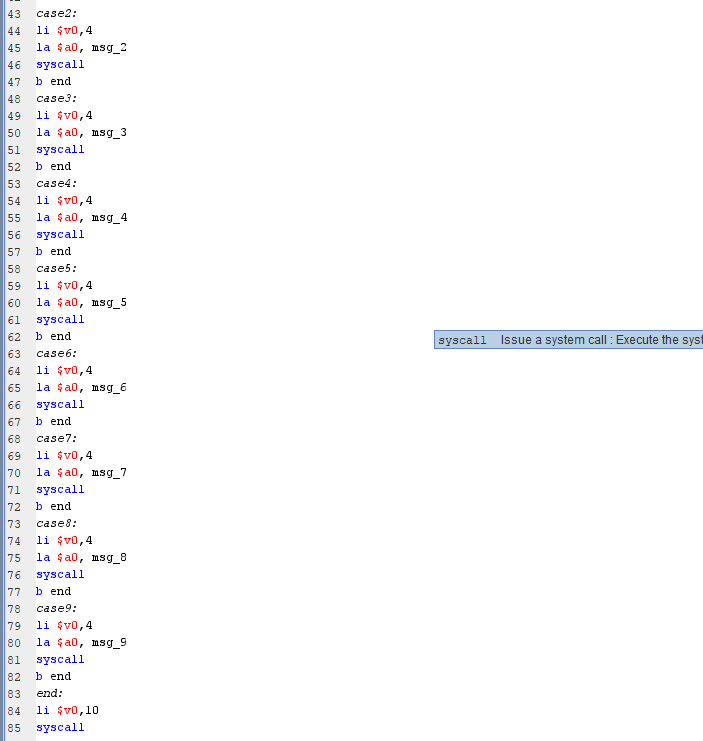 43 case2:
44 li $v0,4
45 la $a0, msg_2
46 syscall
47 b end
48 case3:
49 li $v0,4
50 la $a0, msg_3
51 syscall
52 b end
53 case4:
54 li $v0,4
55 la $a0, msg_4
56 syscall
57 b end
58 case5:
59 li $v0,4
60 la $a0, msg_5
61 syscall
62 b end
syscall Issue a system call : Execute the syst
63 case6:
64 li $v0,4
65 la $a0, msg_6
66 syscall
67 b end
68 case7:
69 li $v0,4
70 la $a0, msg_7
71 syscall
72 b end
73 case8:
74 li $v0,4
75 la $a0, msg_8
76 syscall
77 b end
78 case9:
79 li $v0,4
80 la $a0, msg_9
81 syscall
82 b end
83 end:
84 li $v0,10
85 syscall